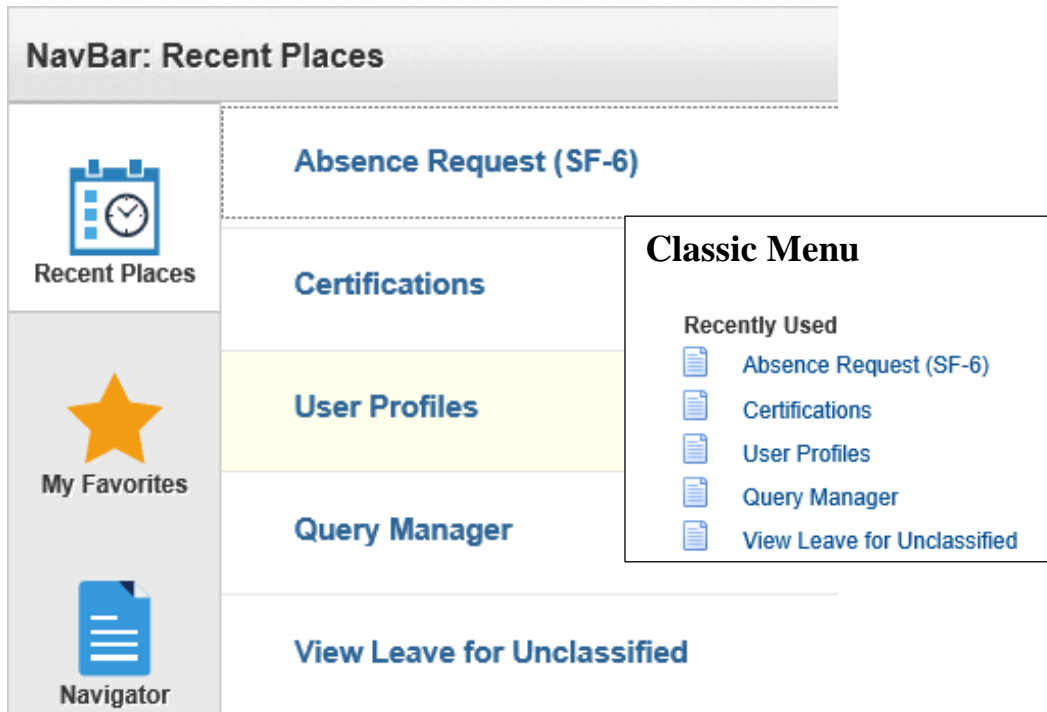 NavBar: Recent Places
Recent Places
My Favorites
Navigator
Absence Request (SF-6)
Certifications
User Profiles
Query Manager
View Leave for Unclassified
Classic Menu
Recently Used
Absence Request (SF-6)
Certifications
User Profiles
Query Manager
View Leave for Unclassified